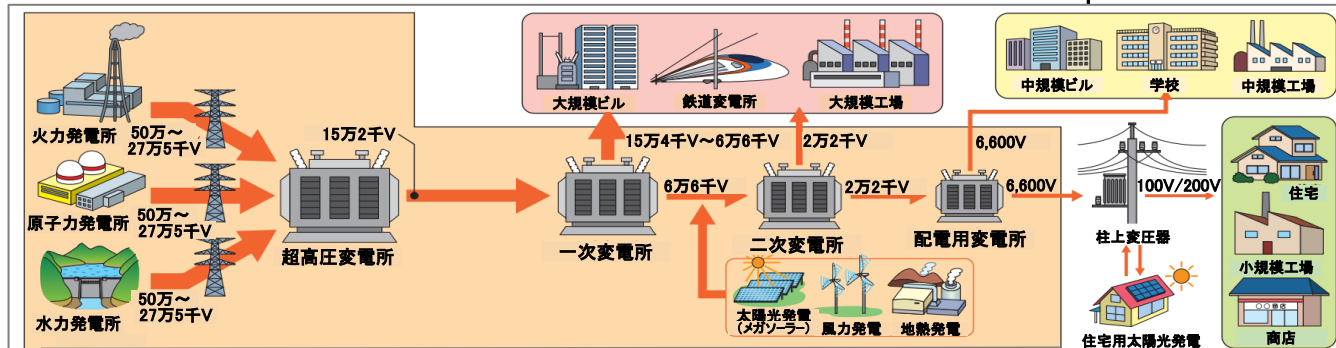 火力発電所
50万～
27万5千V
原子力発電所
50万～
27万5千V
水力発電所
50万～
27万5千V
超高圧変電所
15万2千V
大規模ビル
鉄道変電所
大規模工場
15万4千V～6万6千V
2万2千V
一次変電所
6万6千V
二次変電所
2万2千V
配電用変電所
6,600V
6,600V
太陽光発電
(メガソーラー)
風力発電
地熱発電
中規模ビル
学校
中規模工場
柱上変圧器
100V/200V
住宅用太陽光発電
住宅
小規模工場
○○商店
商店